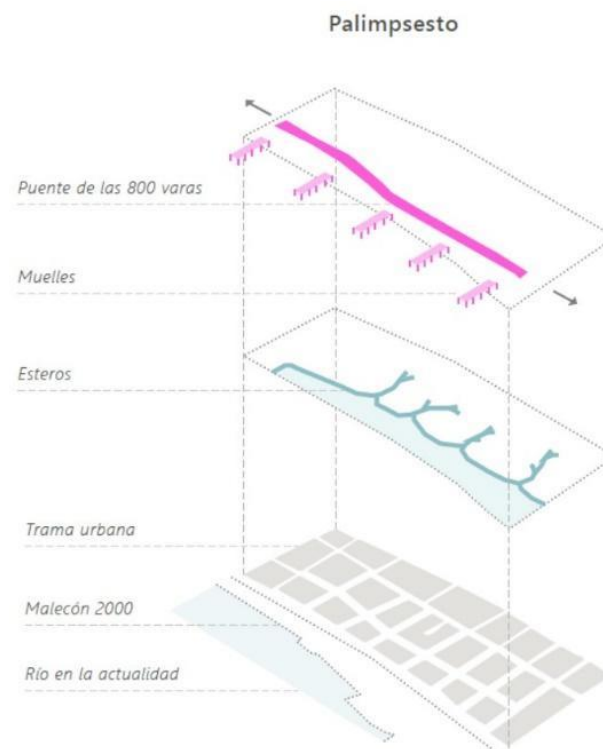 Palimpsesto
Puente de las 800 varas
Muelles
Esteros
Trama urbana
Malecón 2000
Río en la actualidad